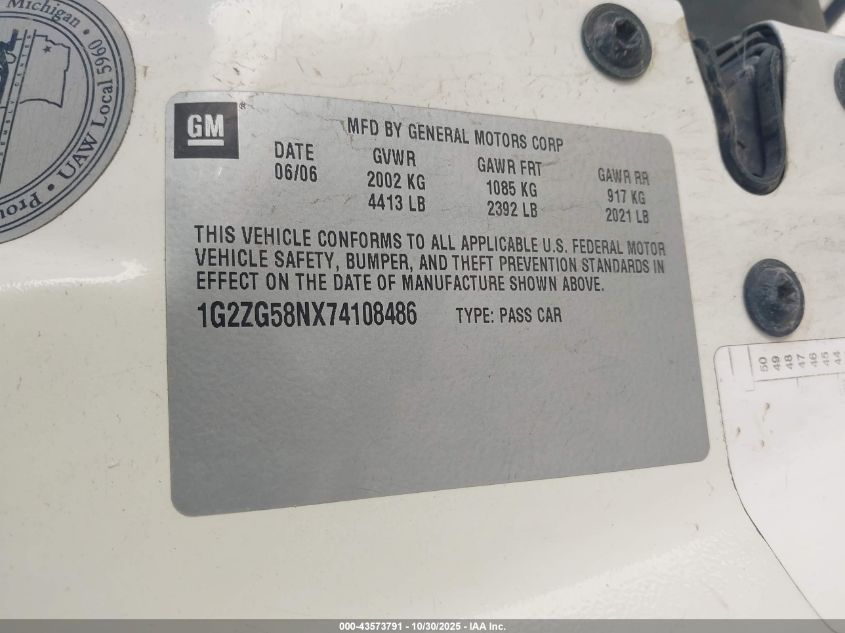 Michigan • UAW Local 5960 • Prou
GM ®
MFD BY GENERAL MOTORS CORP
DATE GVWR GAWR FRT GAWR RR
06/06 2002 KG 1085 KG 917 KG
4413 LB 2392 LB 2021 LB
THIS VEHICLE CONFORMS TO ALL APPLICABLE U.S. FEDERAL MOTOR
VEHICLE SAFETY, BUMPER, AND THEFT PREVENTION STANDARDS IN
EFFECT ON THE DATE OF MANUFACTURE SHOWN ABOVE.
1G2ZG58NX74108486 TYPE: PASS CAR
50 49 48 47 46 45 44
000-43573791 - 10/30/2025 - IAA Inc.